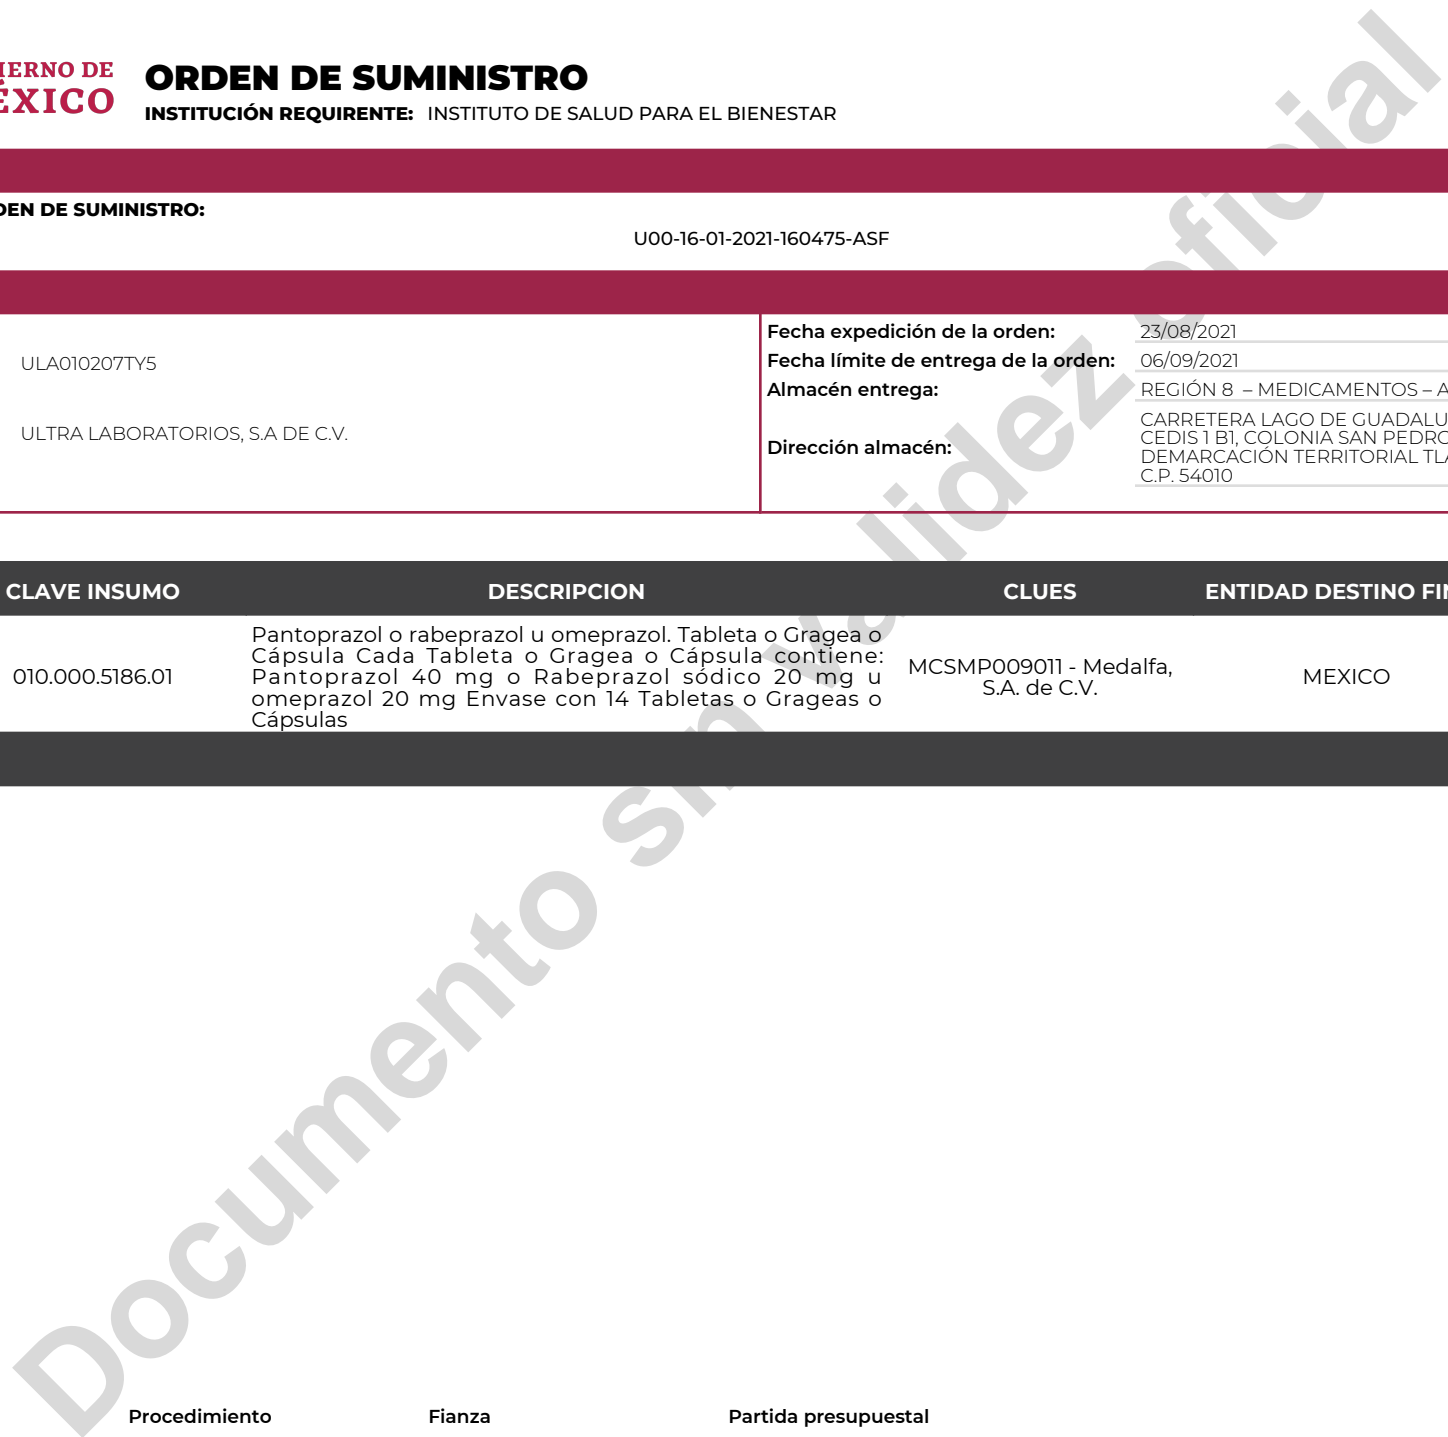 IERNO DE
ÉXICO
ORDEN DE SUMINISTRO
INSTITUCIÓN REQUIRENTE: INSTITUTO DE SALUD PARA EL BIENESTAR
DEN DE SUMINISTRO:
U00-16-01-2021-160475-ASF
ULA010207TY5
ULTRA LABORATORIOS, S.A DE C.V.
Fecha expedición de la orden: 23/08/2021
Fecha límite de entrega de la orden: 06/09/2021
Almacén entrega: REGIÓN 8 – MEDICAMENTOS – A
Dirección almacén:
CARRETERA LAGO DE GUADALU
CEDIS 1 B1, COLONIA SAN PEDRO
DEMARCACIÓN TERRITORIAL TLA
C.P. 54010
CLAVE INSUMO DESCRIPCION CLUES ENTIDAD DESTINO FIN
010.000.5186.01
Pantoprazol o rabeprazol u omeprazol. Tableta o Gragea o
Cápsula Cada Tableta o Gragea o Cápsula contiene:
Pantoprazol 40 mg o Rabeprazol sódico 20 mg u
omeprazol 20 mg Envase con 14 Tabletas o Grageas o
Cápsulas
MCSMP009011 - Medalfa,
S.A. de C.V.
MEXICO
Documento sin validez oficial
Procedimiento Fianza Partida presupuestal